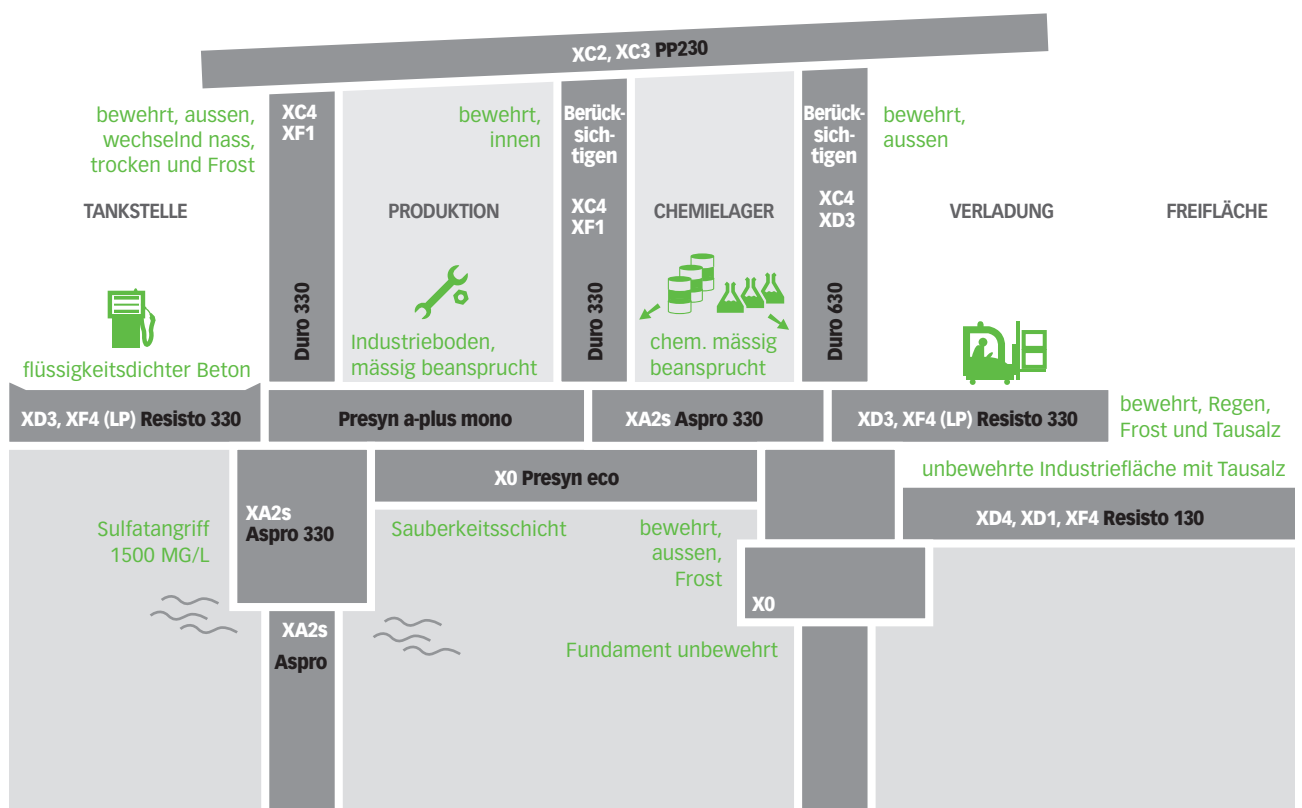 XC2, XC3 PP230
bewehrt, aussen,
wechselnd nass,
trocken und Frost
XC4
XF1
bewehrt,
innen
Berück-
sich-
tigen
Berück-
sich-
tigen
bewehrt,
aussen
XC4
XF1
XC4
XD3
TANKSTELLE
PRODUKTION
CHEMIELAGER
VERLADUNG
FREIFLÄCHE
Duro 330
Duro 330
Duro 630
flüssigkeitsdichter Beton
Industrieboden,
mässig beansprucht
chem. mässig
beansprucht
XD3, XF4 (LP) Resisto 330
Presyn a-plus mono
XA2s Aspro 330
XD3, XF4 (LP) Resisto 330
bewehrt, Regen,
Frost und Tausalz
X0 Presyn eco
unbewehrte Industriefläche mit Tausalz
XD4, XD1, XF4 Resisto 130
Sulfatangriff
1500 MG/L
XA2s
Aspro 330
Sauberkeitsschicht
bewehrt,
aussen,
Frost
X0
XA2s
Aspro
Fundament unbewehrt